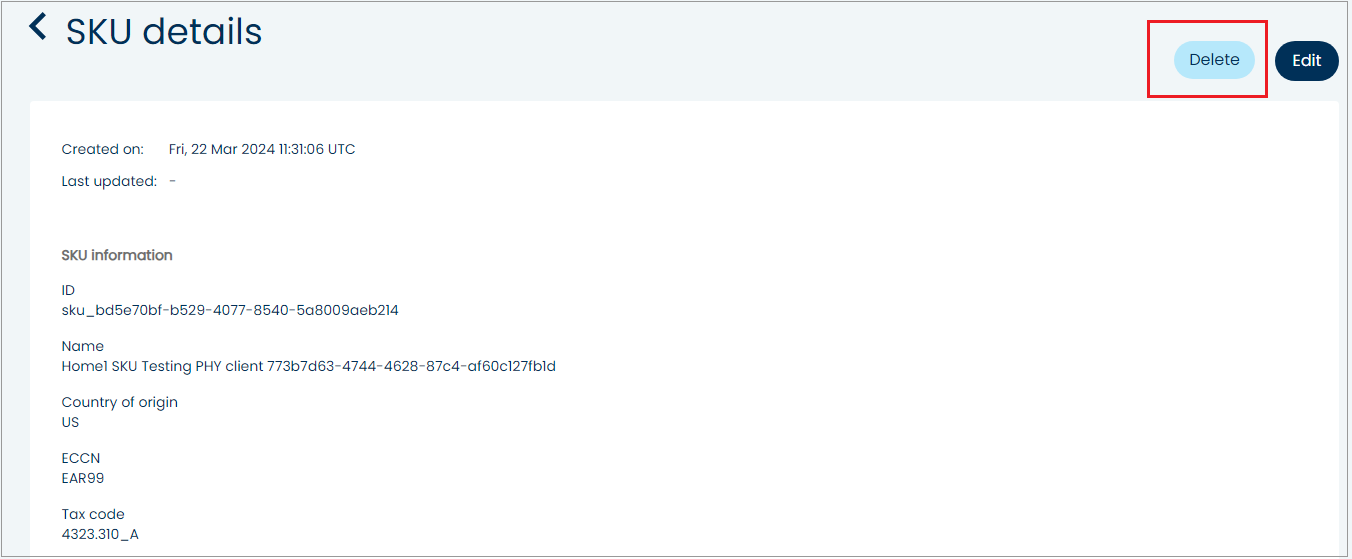 SKU details
Delete
Edit
Created on: Fri, 22 Mar 2024 11:31:06 UTC
Last updated: -
SKU information
ID
sku_bd5e70bf-b529-4077-8540-5a8009aeb214
Name
Home1 SKU Testing PHY client 773b7d63-4744-4628-87c4-af60c127fb1d
Country of origin
US
ECCN
EAR99
Tax code
4323.310_A